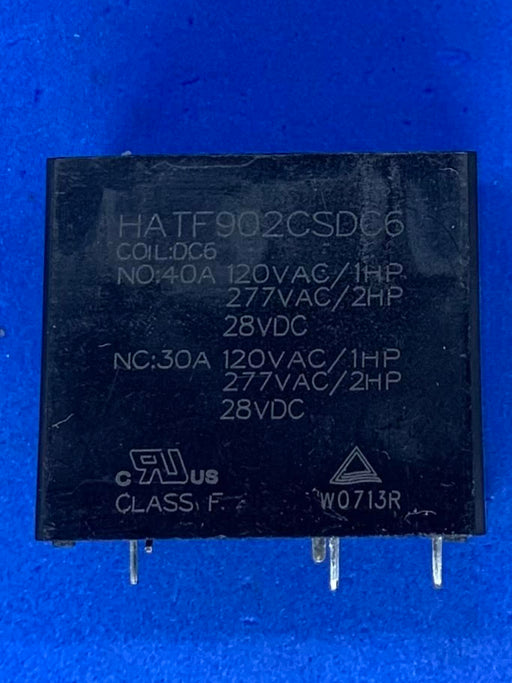 HATF902CSDC6
COIL:DC6
NO:40A 120VAC/1HP
277VAC/2HP
28VDC
NC:30A 120VAC/1HP
277VAC/2HP
28VDC
c RU US
CLASS F.
W0713R